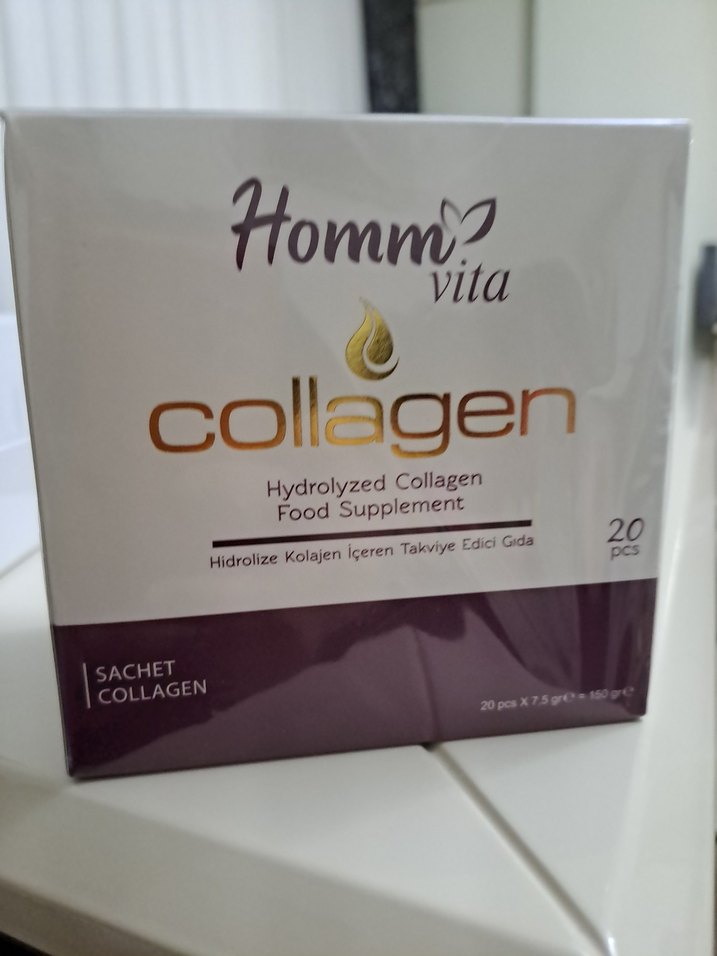 Homm
vita
collagen
Hydrolyzed Collagen
Food Supplement
Hidrolize Kolajen İçeren Takviye Edici Gıda
20
pcs
SACHET
COLLAGEN
20 pcs X 7.5 gr℮ = 150 gr℮